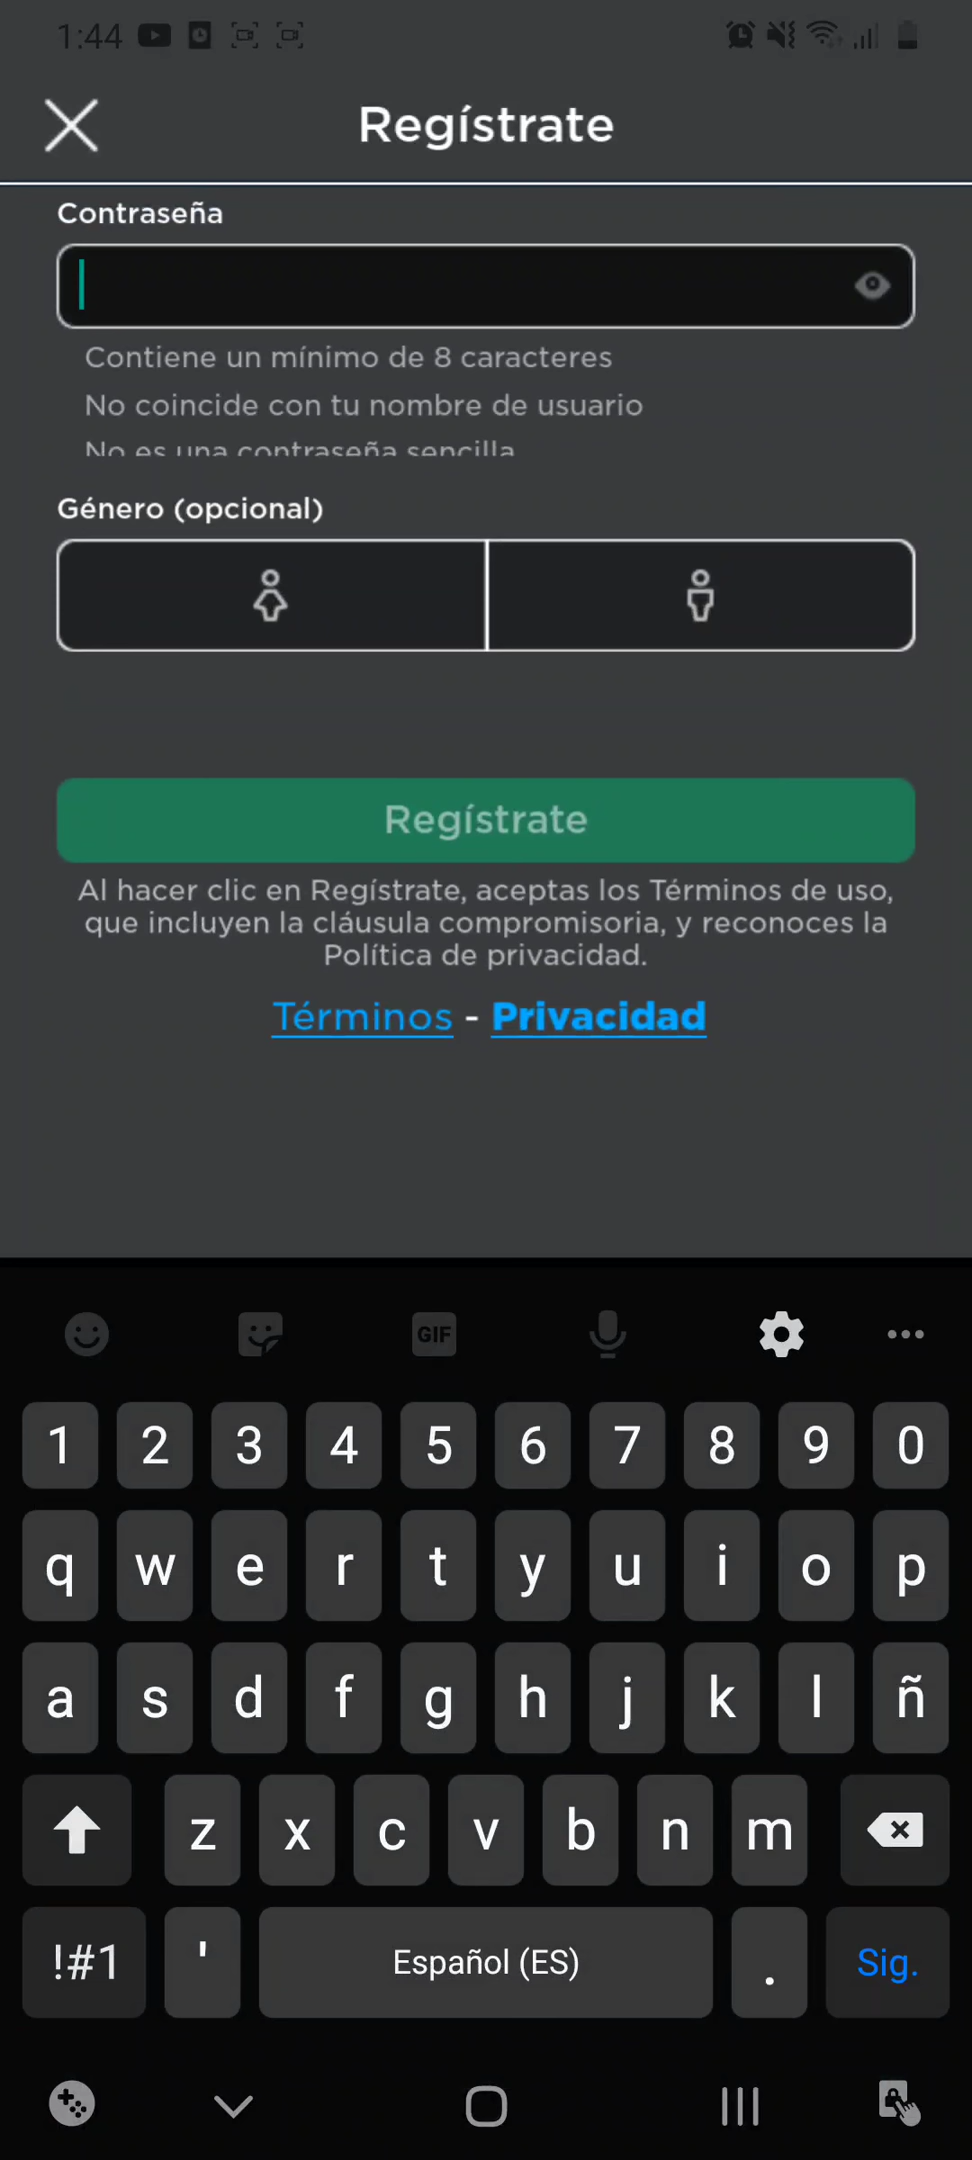 1:44
Regístrate
Contraseña
Contiene un mínimo de 8 caracteres
No coincide con tu nombre de usuario
No es una contraseña sencilla
Género (opcional)
Regístrate
Al hacer clic en Regístrate, aceptas los Términos de uso,
que incluyen la cláusula compromisoria, y reconoces la
Política de privacidad.
Términos - Privacidad
GIF
1 2 3 4 5 6 7 8 9 0
q w e r t y u i o p
a s d f g h j k l ñ
z x c v b n m
!#1 ' Español (ES) . Sig.